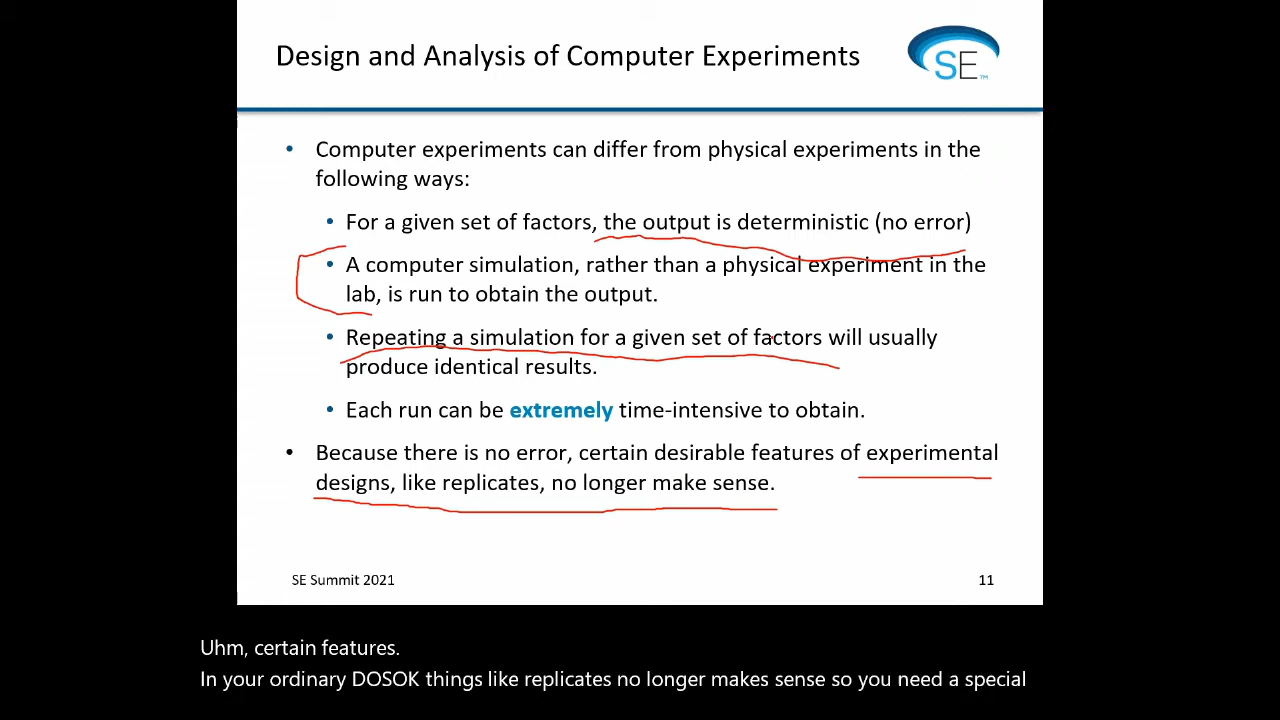 Design and Analysis of Computer Experiments
SE™
• Computer experiments can differ from physical experiments in the
following ways:
• For a given set of factors, the output is deterministic (no error)
• A computer simulation, rather than a physical experiment in the
lab, is run to obtain the output.
• Repeating a simulation for a given set of factors will usually
produce identical results.
• Each run can be extremely time-intensive to obtain.
• Because there is no error, certain desirable features of experimental
designs, like replicates, no longer make sense.
SE Summit 2021
11
Uhm, certain features.
In your ordinary DOSOK things like replicates no longer makes sense so you need a special